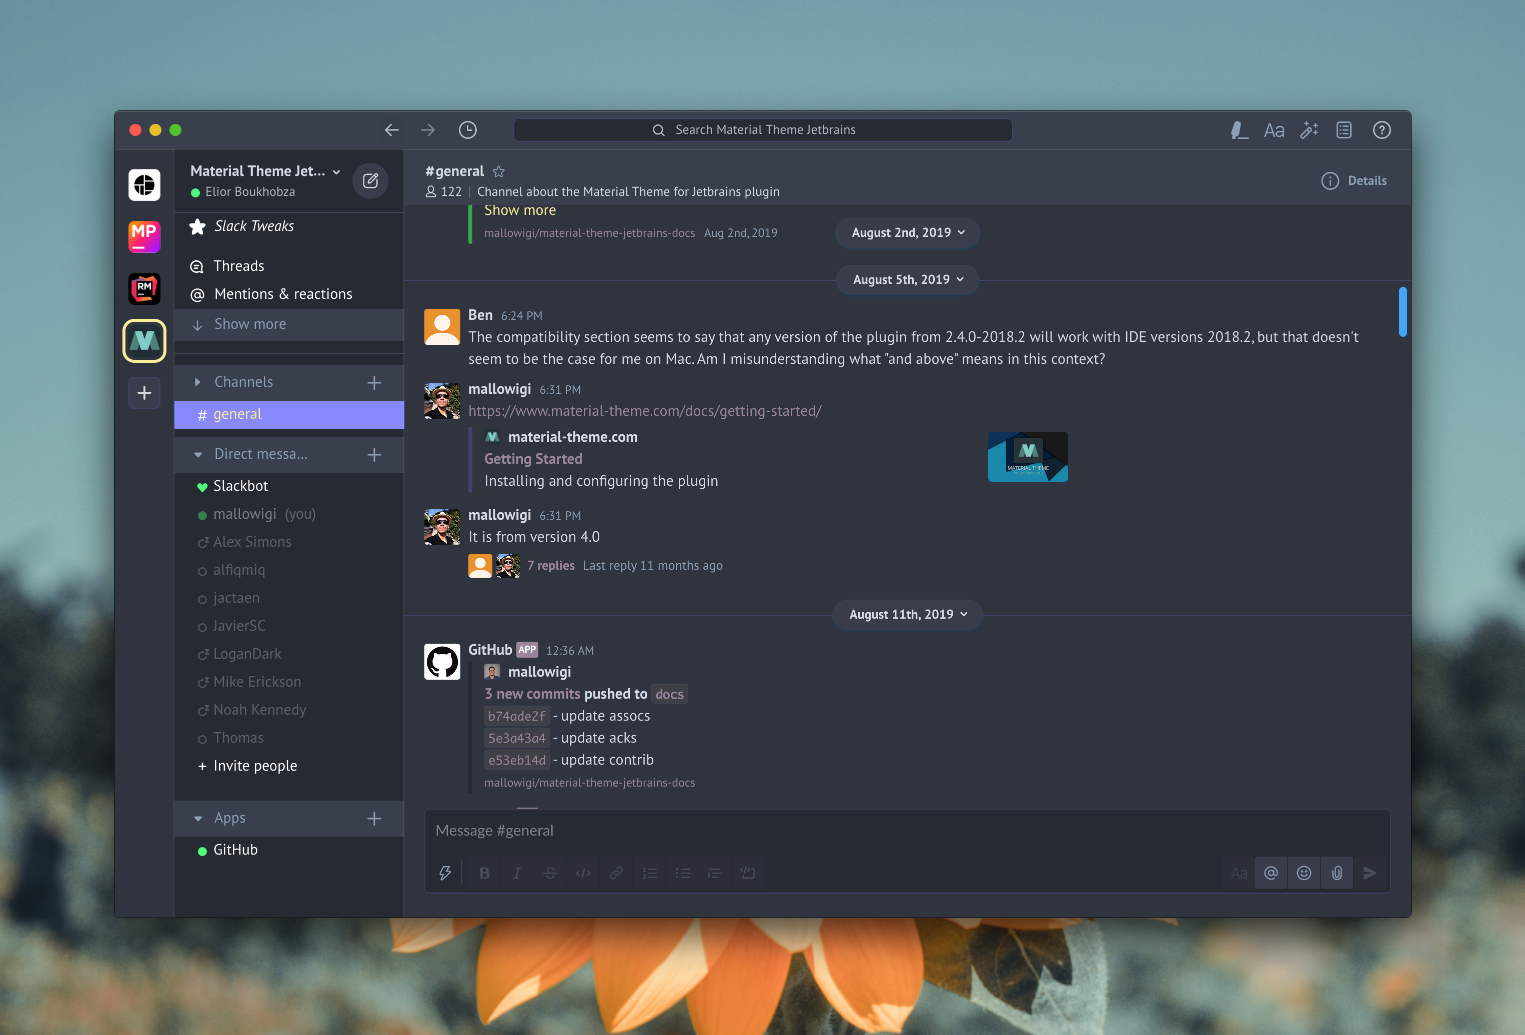 Search Material Theme Jetbrains
Aa
MP
RM
Material Theme Jet...
Elior Boukhobza
Slack Tweaks
Threads
Mentions & reactions
Show more
Channels
# general
Direct messa...
Slackbot
mallowigi (you)
Alex Simons
alfiqmiq
jactaen
JavierSC
LoganDark
Mike Erickson
Noah Kennedy
Thomas
+ Invite people
Apps
GitHub
#general
122 | Channel about the Material Theme for Jetbrains plugin
Details
Show more
mallowigi/material-theme-jetbrains-docs Aug 2nd, 2019
August 2nd, 2019
August 5th, 2019
Ben 6:24 PM
The compatibility section seems to say that any version of the plugin from 2.4.0-2018.2 will work with IDE versions 2018.2, but that doesn't
seem to be the case for me on Mac. Am I misunderstanding what "and above" means in this context?
mallowigi 6:31 PM
https://www.material-theme.com/docs/getting-started/
material-theme.com
Getting Started
Installing and configuring the plugin
MATERIAL THEME
mallowigi 6:31 PM
It is from version 4.0
7 replies Last reply 11 months ago
August 11th, 2019
GitHub APP 12:36 AM
mallowigi
3 new commits pushed to docs
b74ade2f - update assocs
5e3a43a4 - update acks
e53eb14d - update contrib
mallowigi/material-theme-jetbrains-docs
Message #general
B I S </>
Aa @